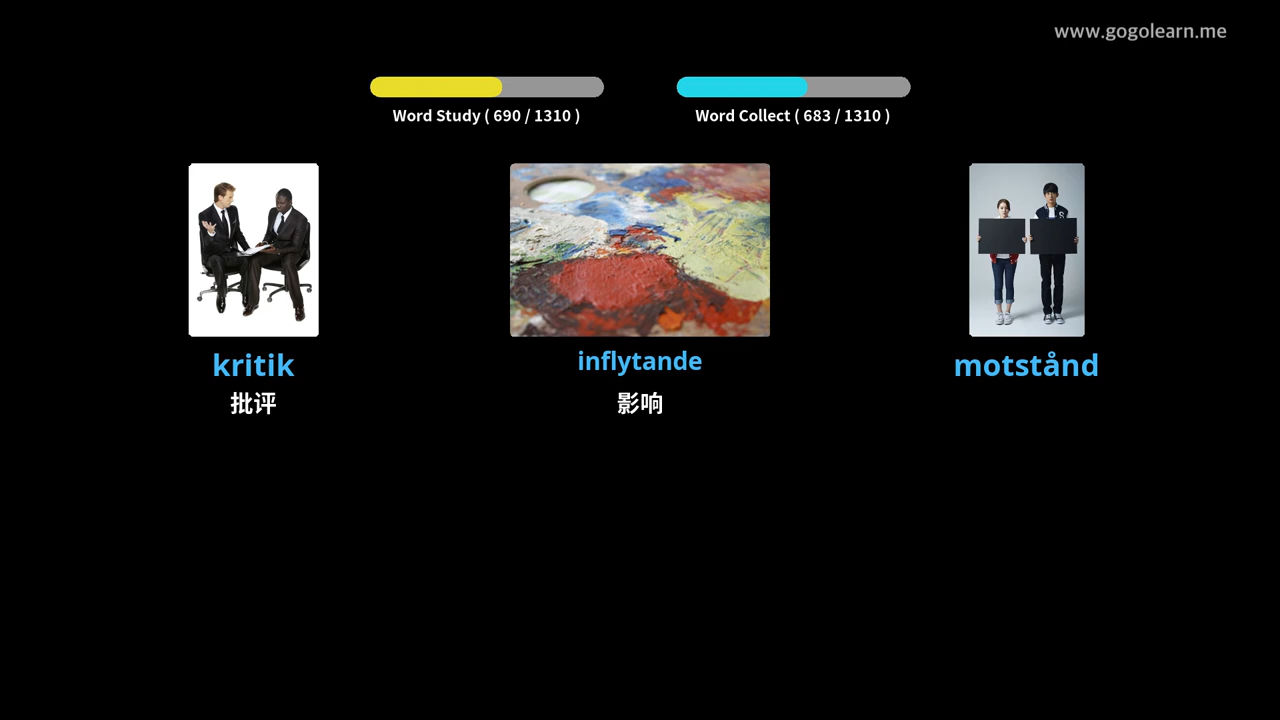 www.gogolearn.me
Word Study ( 690 / 1310 )
Word Collect ( 683 / 1310 )
kritik
inflytande
motstånd
批评
影响